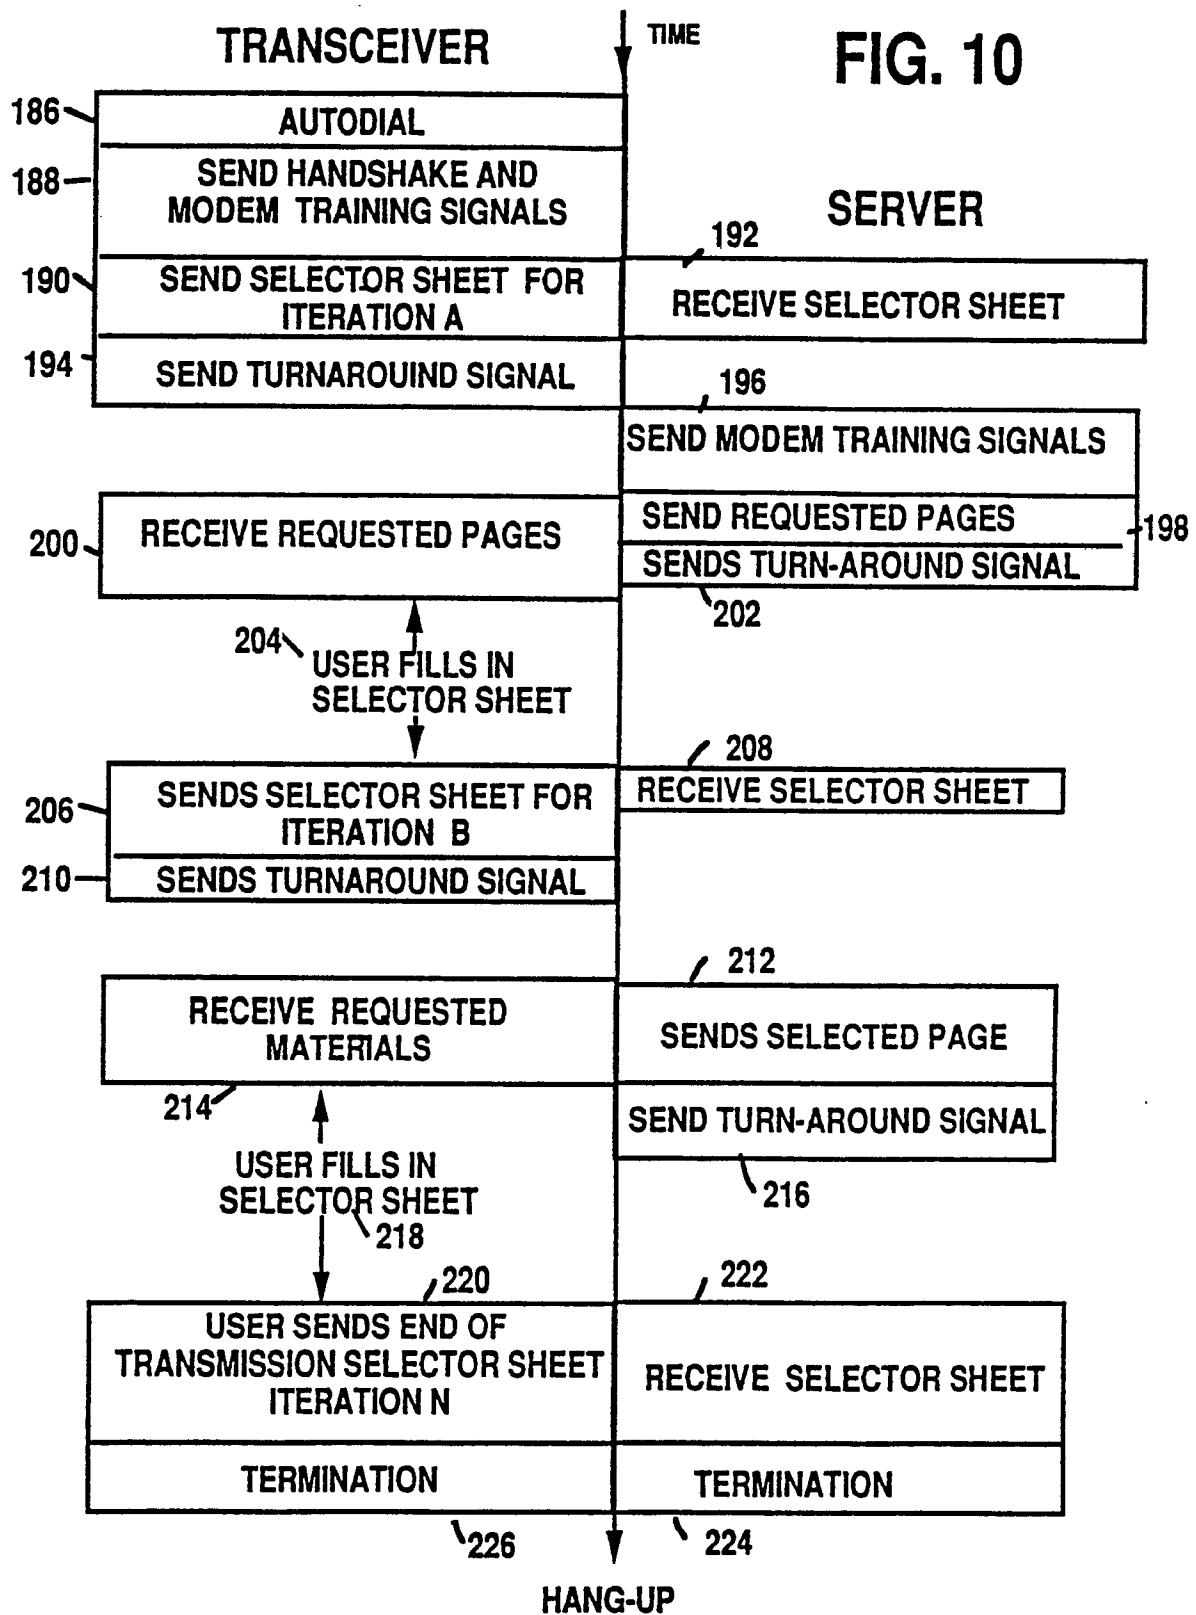 TRANSCEIVER
TIME
FIG. 10
186
AUTODIAL
188
SEND HANDSHAKE AND
MODEM TRAINING SIGNALS
SERVER
192
190
SEND SELECTOR SHEET FOR
ITERATION A
RECEIVE SELECTOR SHEET
194
SEND TURNAROUIND SIGNAL
196
SEND MODEM TRAINING SIGNALS
200
RECEIVE REQUESTED PAGES
SEND REQUESTED PAGES
198
SENDS TURN-AROUND SIGNAL
202
204
USER FILLS IN
SELECTOR SHEET
208
206
SENDS SELECTOR SHEET FOR
ITERATION B
RECEIVE SELECTOR SHEET
210
SENDS TURNAROUND SIGNAL
212
RECEIVE REQUESTED
MATERIALS
SENDS SELECTED PAGE
214
SEND TURN-AROUND SIGNAL
216
USER FILLS IN
SELECTOR SHEET
218
220
222
USER SENDS END OF
TRANSMISSION SELECTOR SHEET
ITERATION N
RECEIVE SELECTOR SHEET
TERMINATION
TERMINATION
226
224
HANG-UP